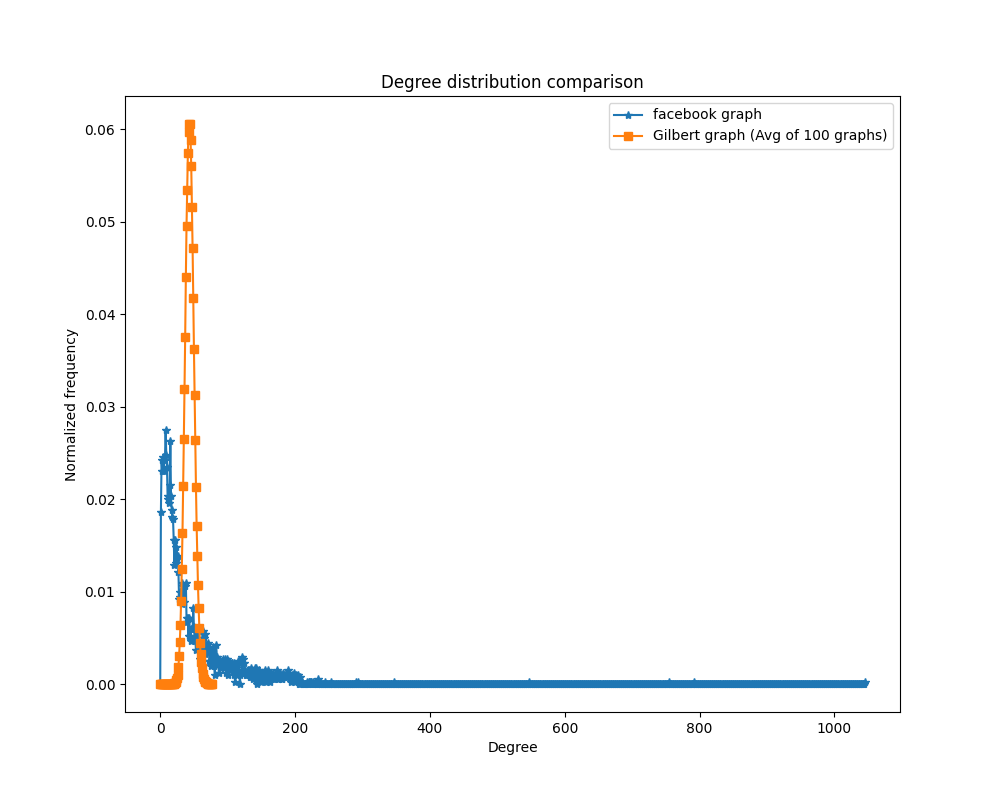 Degree distribution comparison
facebook graph
Gilbert graph (Avg of 100 graphs)
Normalized frequency
0.06
0.05
0.04
0.03
0.02
0.01
0.00
0
200
400
600
800
1000
Degree